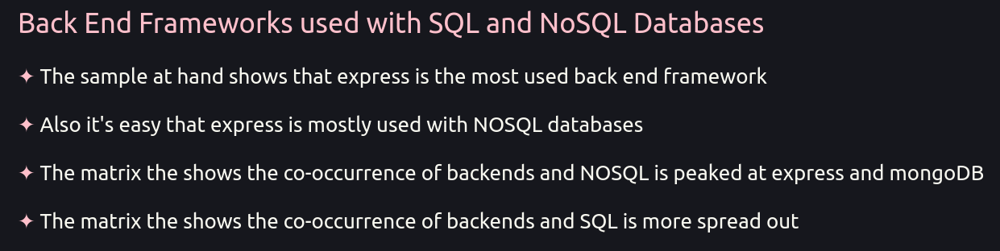 Back End Frameworks used with SQL and NoSQL Databases
✦ The sample at hand shows that express is the most used back end framework
✦ Also it's easy that express is mostly used with NOSQL databases
✦ The matrix the shows the co-occurrence of backends and NOSQL is peaked at express and mongoDB
✦ The matrix the shows the co-occurrence of backends and SQL is more spread out